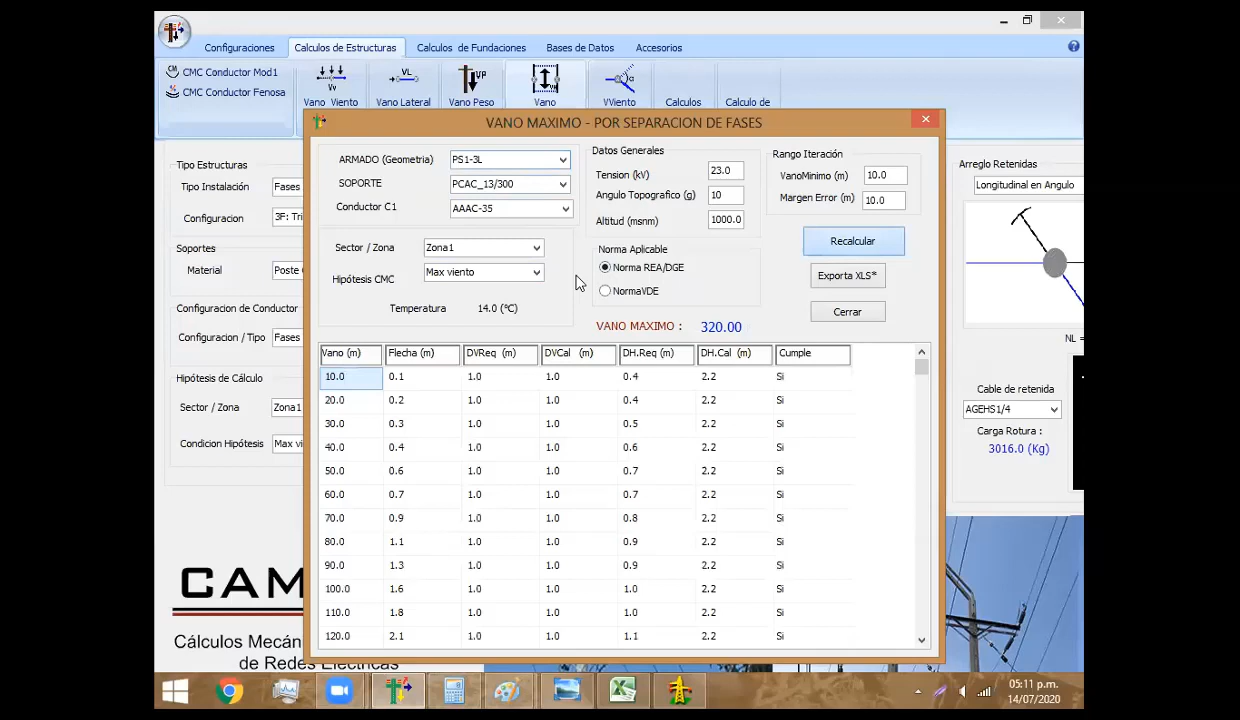 Configuraciones Calculos de Estructuras Calculos de Fundaciones Bases de Datos Accesorios
CMC Conductor Mod1
CMC Conductor Fenosa
Vano Viento Vano Lateral Vano Peso Vano VViento Calculos Calculo de
VANO MAXIMO - POR SEPARACION DE FASES
Tipo Estructuras
Tipo Instalación Fases
Configuracion 3F: Tri
Soportes
Material Poste
Configuracion de Conductor
Configuracion / Tipo Fases
Hipótesis de Cálculo
Sector / Zona Zona1
Condicion Hipótesis Max vi
ARMADO (Geometria) PS1-3L
SOPORTE PCAC_13/300
Conductor C1 AAAC-35
Sector / Zona Zona1
Hipótesis CMC Max viento
Temperatura 14.0 (°C)
Datos Generales
Tension (kV) 23.0
Angulo Topografico (g) 10
Altitud (msnm) 1000.0
Norma Aplicable
Norma REA/DGE
NormaVDE
VANO MAXIMO : 320.00
Rango Iteración
VanoMinimo (m) 10.0
Margen Error (m) 10.0
Recalcular
Exporta XLS*
Cerrar
Vano (m) Flecha (m) DVReq (m) DVCal (m) DH.Req (m) DH.Cal (m) Cumple
10.0 0.1 1.0 1.0 0.4 2.2 Si
20.0 0.2 1.0 1.0 0.4 2.2 Si
30.0 0.3 1.0 1.0 0.5 2.2 Si
40.0 0.4 1.0 1.0 0.6 2.2 Si
50.0 0.6 1.0 1.0 0.7 2.2 Si
60.0 0.7 1.0 1.0 0.7 2.2 Si
70.0 0.9 1.0 1.0 0.8 2.2 Si
80.0 1.1 1.0 1.0 0.9 2.2 Si
90.0 1.3 1.0 1.0 0.9 2.2 Si
100.0 1.6 1.0 1.0 1.0 2.2 Si
110.0 1.8 1.0 1.0 1.0 2.2 Si
120.0 2.1 1.0 1.0 1.1 2.2 Si
Arreglo Retenidas
Longitudinal en Angulo
NL =
Cable de retenida
AGEHS1/4
Carga Rotura :
3016.0 (Kg)
CAM
Cálculos Mecáni
de Redes Eléctricas
05:11 p.m.
14/07/2020